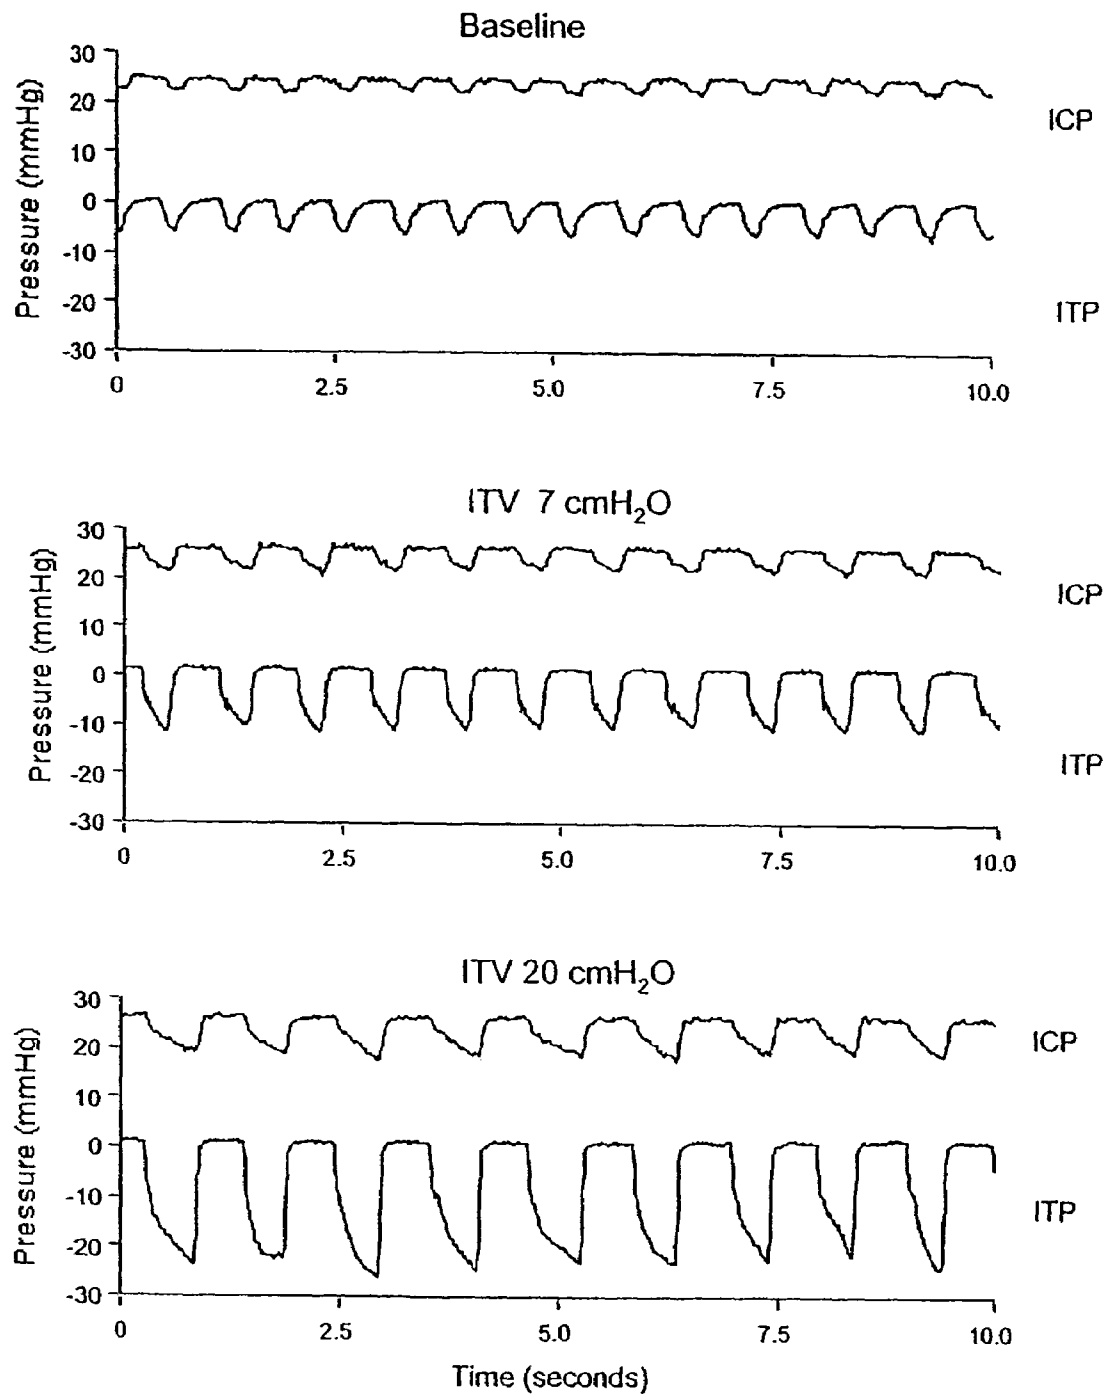 Baseline
30
20
10
0
-10
-20
-30
Pressure (mmHg)
ICP
ITP
0 2.5 5.0 7.5 10.0
ITV 7 cmH₂O
30
20
10
0
-10
-20
-30
Pressure (mmHg)
ICP
ITP
0 2.5 5.0 7.5 10.0
ITV 20 cmH₂O
30
20
10
0
-10
-20
-30
Pressure (mmHg)
ICP
ITP
0 2.5 5.0 7.5 10.0
Time (seconds)